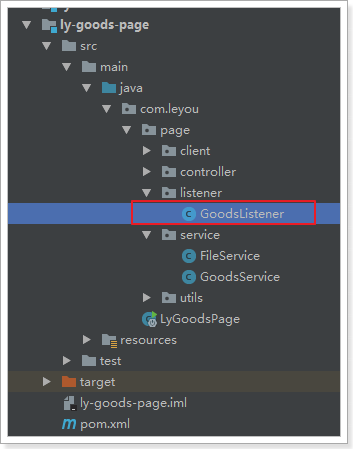 ly-goods-page
src
main
java
com.leyou
page
client
controller
listener
GoodsListener
service
FileService
GoodsService
utils
LyGoodsPage
resources
test
target
ly-goods-page.iml
pom.xml